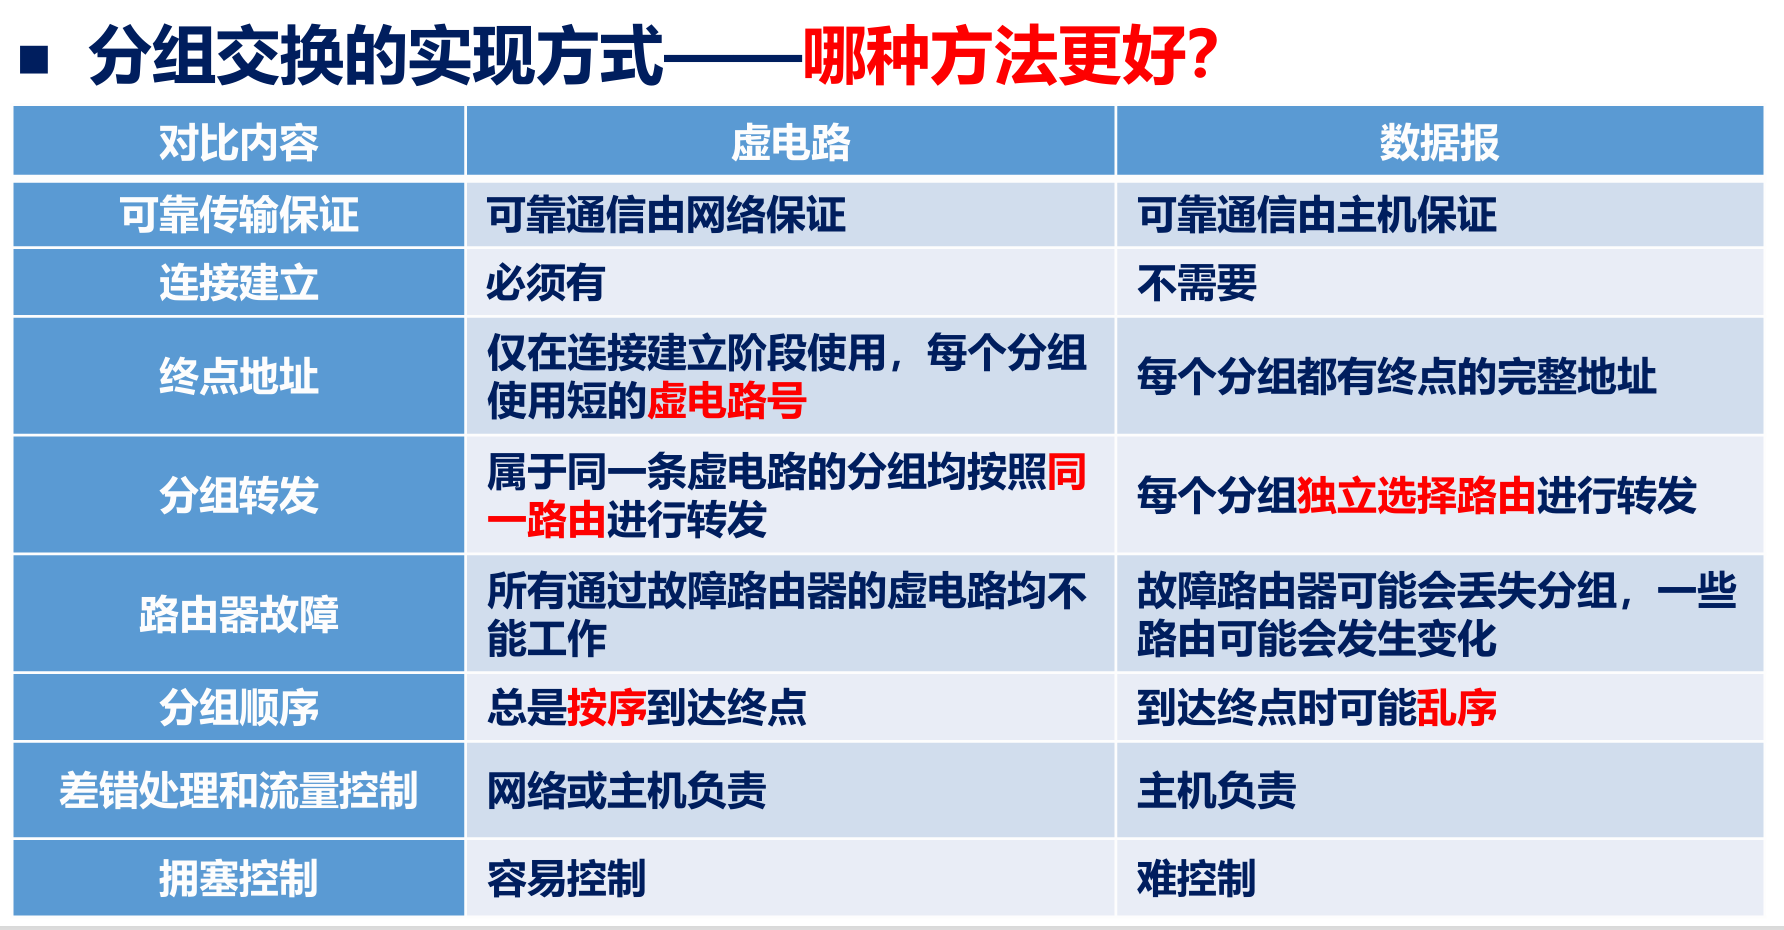 ■ 分组交换的实现方式——哪种方法更好?
对比内容
虚电路
数据报
可靠传输保证
可靠通信由网络保证
可靠通信由主机保证
连接建立
必须有
不需要
终点地址
仅在连接建立阶段使用，每个分组
使用短的虚电路号
每个分组都有终点的完整地址
分组转发
属于同一条虚电路的分组均按照同
一路由进行转发
每个分组独立选择路由进行转发
路由器故障
所有通过故障路由器的虚电路均不
能工作
故障路由器可能会丢失分组，一些
路由可能会发生变化
分组顺序
总是按序到达终点
到达终点时可能乱序
差错处理和流量控制
网络或主机负责
主机负责
拥塞控制
容易控制
难控制